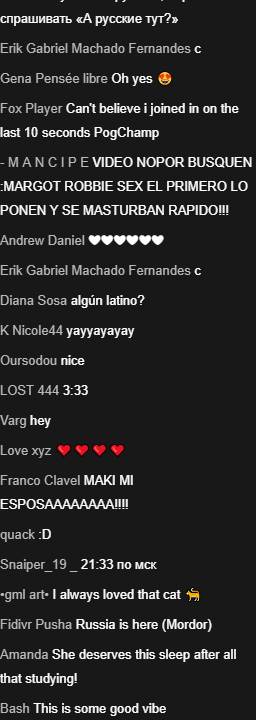 спрашивать «А русские тут?»
Erik Gabriel Machado Fernandes c
Gena Pensée libre Oh yes 🤩
Fox Player Can't believe i joined in on the
last 10 seconds PogChamp
- M A N C I P E VIDEO NOPOR BUSQUEN
:MARGOT ROBBIE SEX EL PRIMERO LO
PONEN Y SE MASTURBAN RAPIDO!!!
Andrew Daniel 🤍🤍🤍🤍🤍🤍
Erik Gabriel Machado Fernandes c
Diana Sosa algún latino?
K Nicole44 yayyayayay
Oursodou nice
LOST 444 3:33
Varg hey
Love xyz ❤️ ❤️ ❤️ ❤️
Franco Clavel MAKI MI
ESPOSAAAAAAAA!!!!
quack :D
Snaiper_19 _ 21:33 по мск
•gml art• I always loved that cat 🐈
Fidivr Pusha Russia is here (Mordor)
Amanda She deserves this sleep after all
that studying!
Bash This is some good vibe